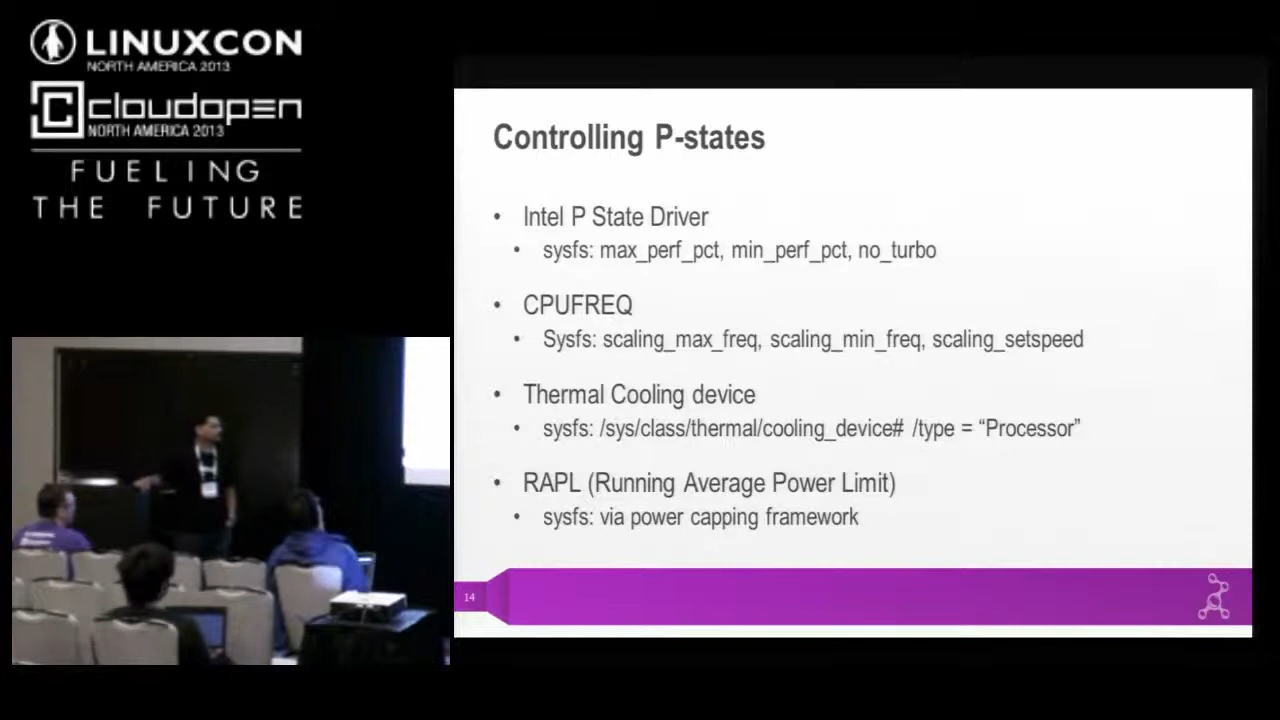 LINUXCON
NORTH AMERICA 2013
cloudopen
NORTH AMERICA 2013
FUELING
THE FUTURE
Controlling P-states
• Intel P State Driver
• sysfs: max_perf_pct, min_perf_pct, no_turbo
• CPUFREQ
• Sysfs: scaling_max_freq, scaling_min_freq, scaling_setspeed
• Thermal Cooling device
• sysfs: /sys/class/thermal/cooling_device# /type = “Processor”
• RAPL (Running Average Power Limit)
• sysfs: via power capping framework
14